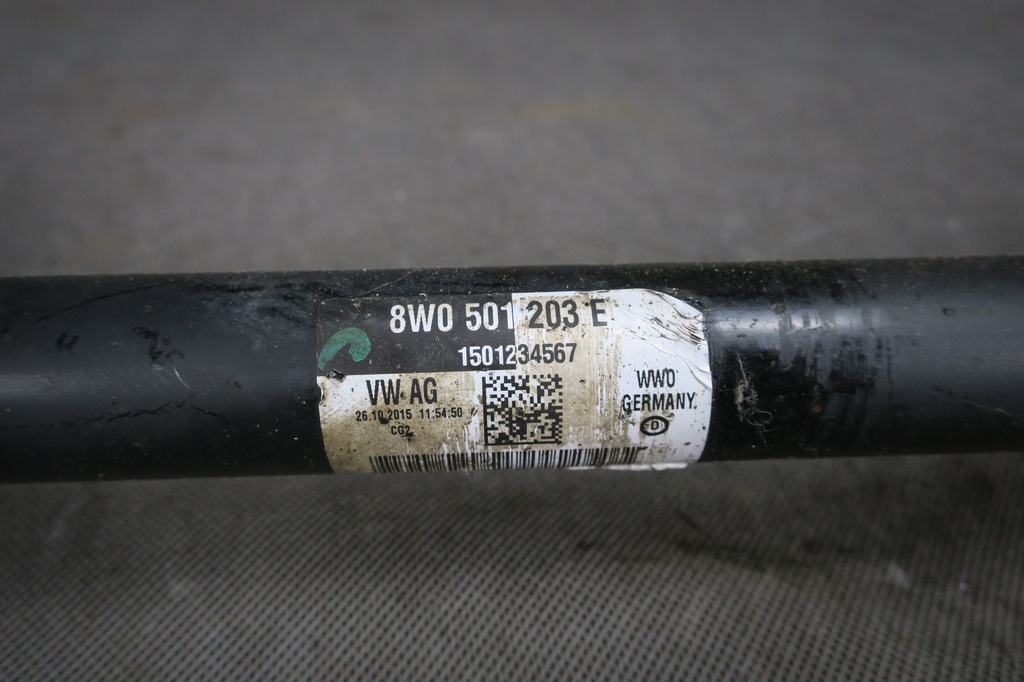 8W0 501 203 E
1501234567
VW AG
26.10.2015 11:54:50
CG2
WWO
GERMANY
D